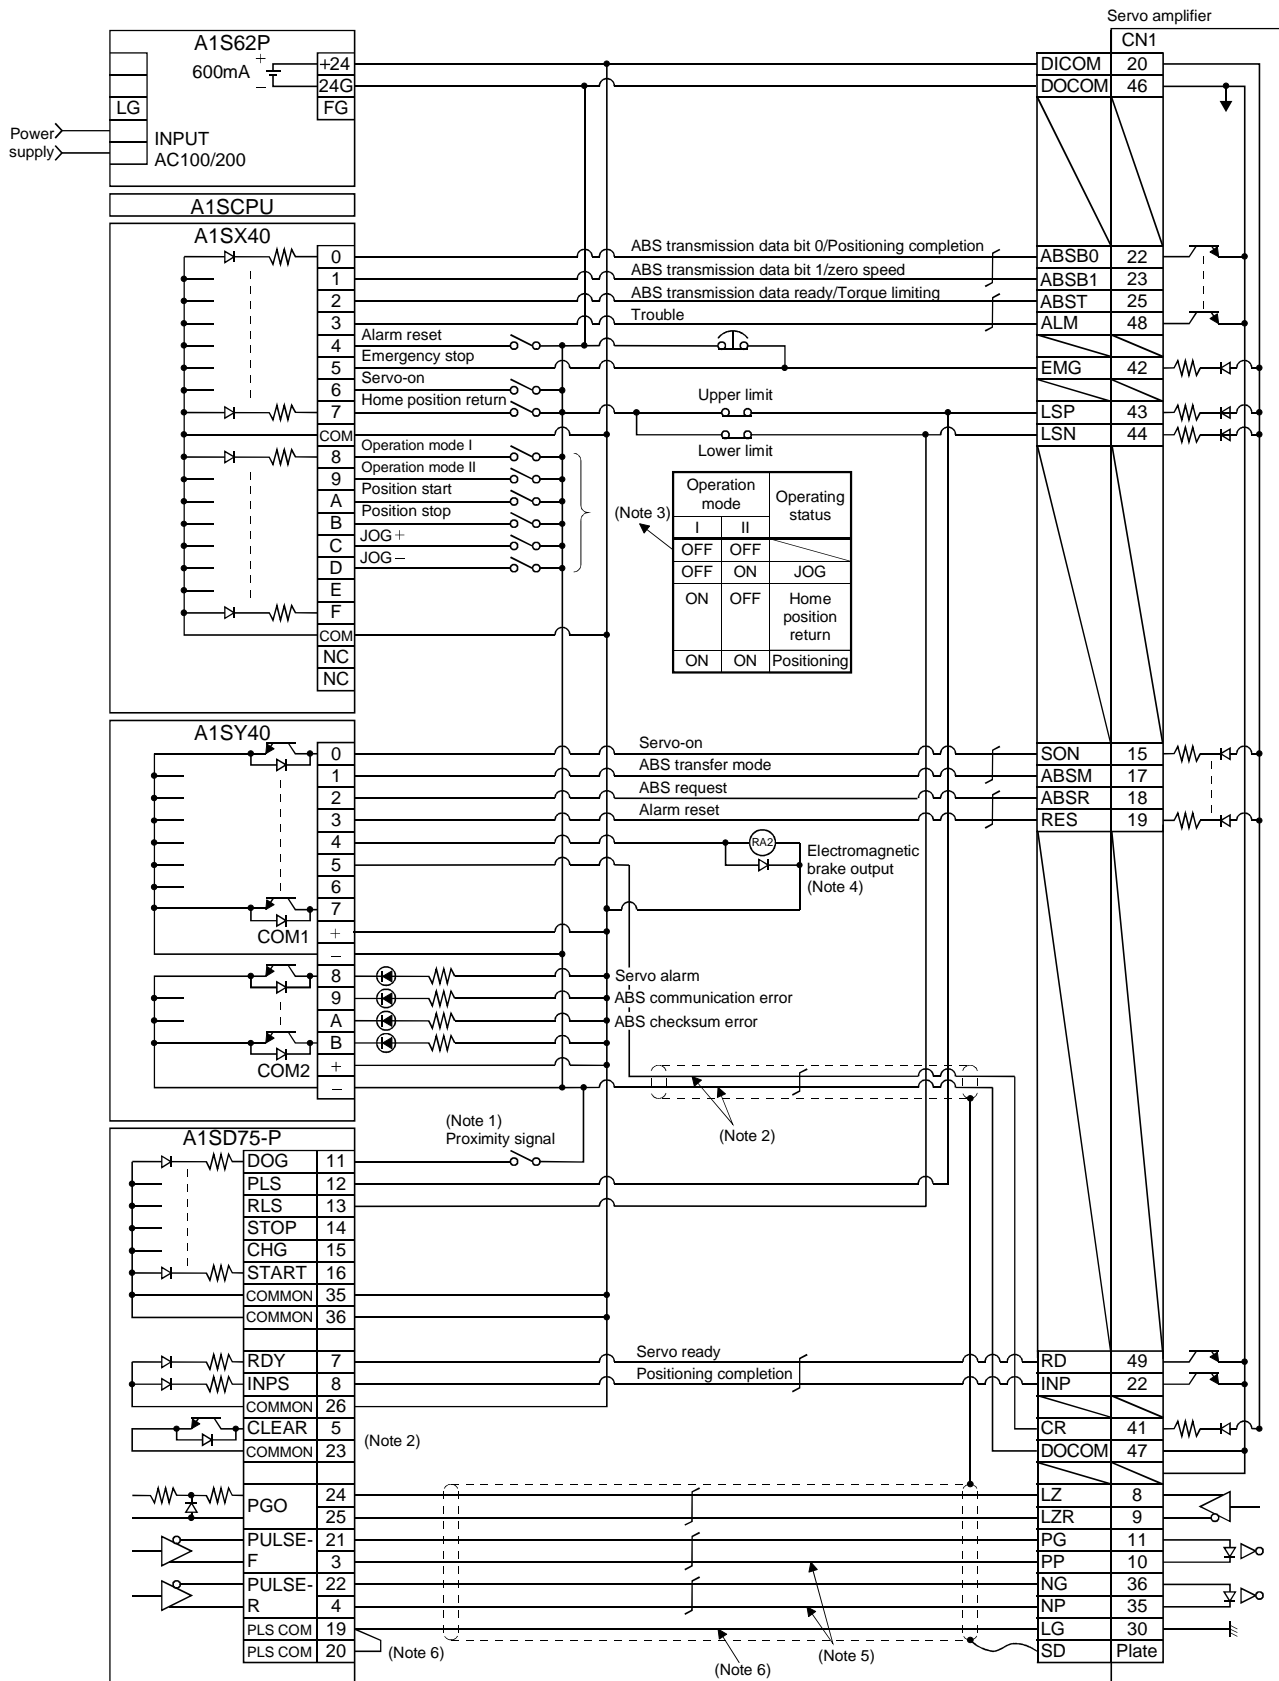 Servo amplifier
A1S62P
CN1
600mA
+
−
+24
24G
FG
LG
DICOM 20
DOCOM 46
Power
supply
INPUT
AC100/200
A1SCPU
A1SX40
0 ABS transmission data bit 0/Positioning completion ABSB0 22
1 ABS transmission data bit 1/zero speed ABSB1 23
2 ABS transmission data ready/Torque limiting ABST 25
3 Trouble ALM 48
4 Alarm reset
5 Emergency stop EMG 42
6 Servo-on
7 Home position return Upper limit LSP 43
COM LSN 44
Lower limit
8 Operation mode I
9 Operation mode II
A Position start
B Position stop
C JOG+
D JOG−
E
F
COM
NC
NC
(Note 3)
Operation
mode
Operating
status
I II
OFF OFF
OFF ON JOG
ON OFF Home
position
return
ON ON Positioning
A1SY40
0 Servo-on SON 15
1 ABS transfer mode ABSM 17
2 ABS request ABSR 18
3 Alarm reset RES 19
4
5
6
7
RA2
Electromagnetic
brake output
(Note 4)
COM1
+
−
8 Servo alarm
9 ABS communication error
A ABS checksum error
B
COM2
+
−
(Note 2)
(Note 1)
Proximity signal
A1SD75-P
DOG 11
PLS 12
RLS 13
STOP 14
CHG 15
START 16
COMMON 35
COMMON 36
RDY 7 Servo ready RD 49
INPS 8 Positioning completion INP 22
COMMON 26
CLEAR 5 CR 41
COMMON 23 (Note 2) DOCOM 47
PGO
24 LZ 8
25 LZR 9
PULSE-
F
21 PG 11
3 PP 10
PULSE-
R
22 NG 36
4 NP 35
PLS COM 19 LG 30
PLS COM 20 (Note 6) SD Plate
(Note 6)
(Note 5)